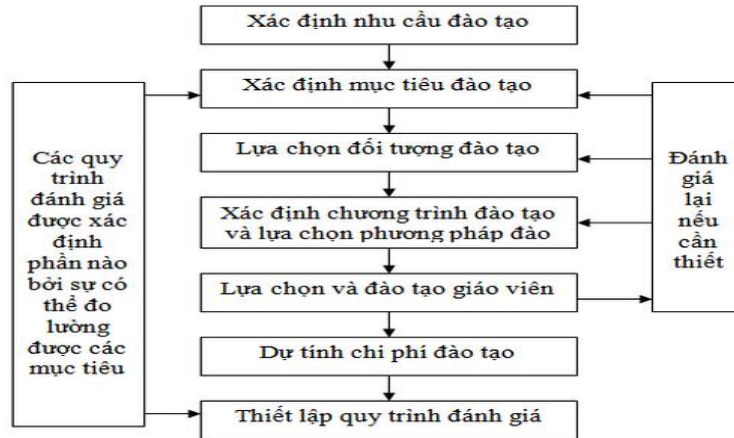 Xác định nhu cầu đào tạo
Xác định mục tiêu đào tạo
Lựa chọn đối tượng đào tạo
Xác định chương trình đào tạo
và lựa chọn phương pháp đào
Lựa chọn và đào tạo giáo viên
Dự tính chi phí đào tạo
Thiết lập quy trình đánh giá
Các quy
trình
đánh giá
được xác
định
phần nào
bởi sự có
thể đo
lường
được các
mục tiêu
Đánh
giá
lại
nếu
cần
thiết